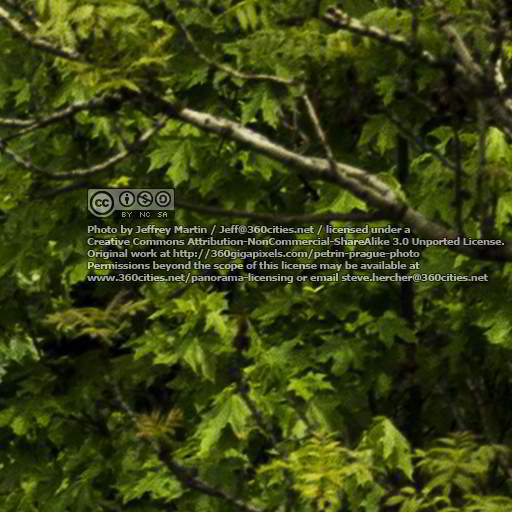 cc BY NC SA
Photo by Jeffrey Martin / Jeff@360cities.net / licensed under a
Creative Commons Attribution-NonCommercial-ShareAlike 3.0 Unported License.
Original work at http://360gigapixels.com/petrin-prague-photo
Permissions beyond the scope of this license may be available at
www.360cities.net/panorama-licensing or email steve.hercher@360cities.net